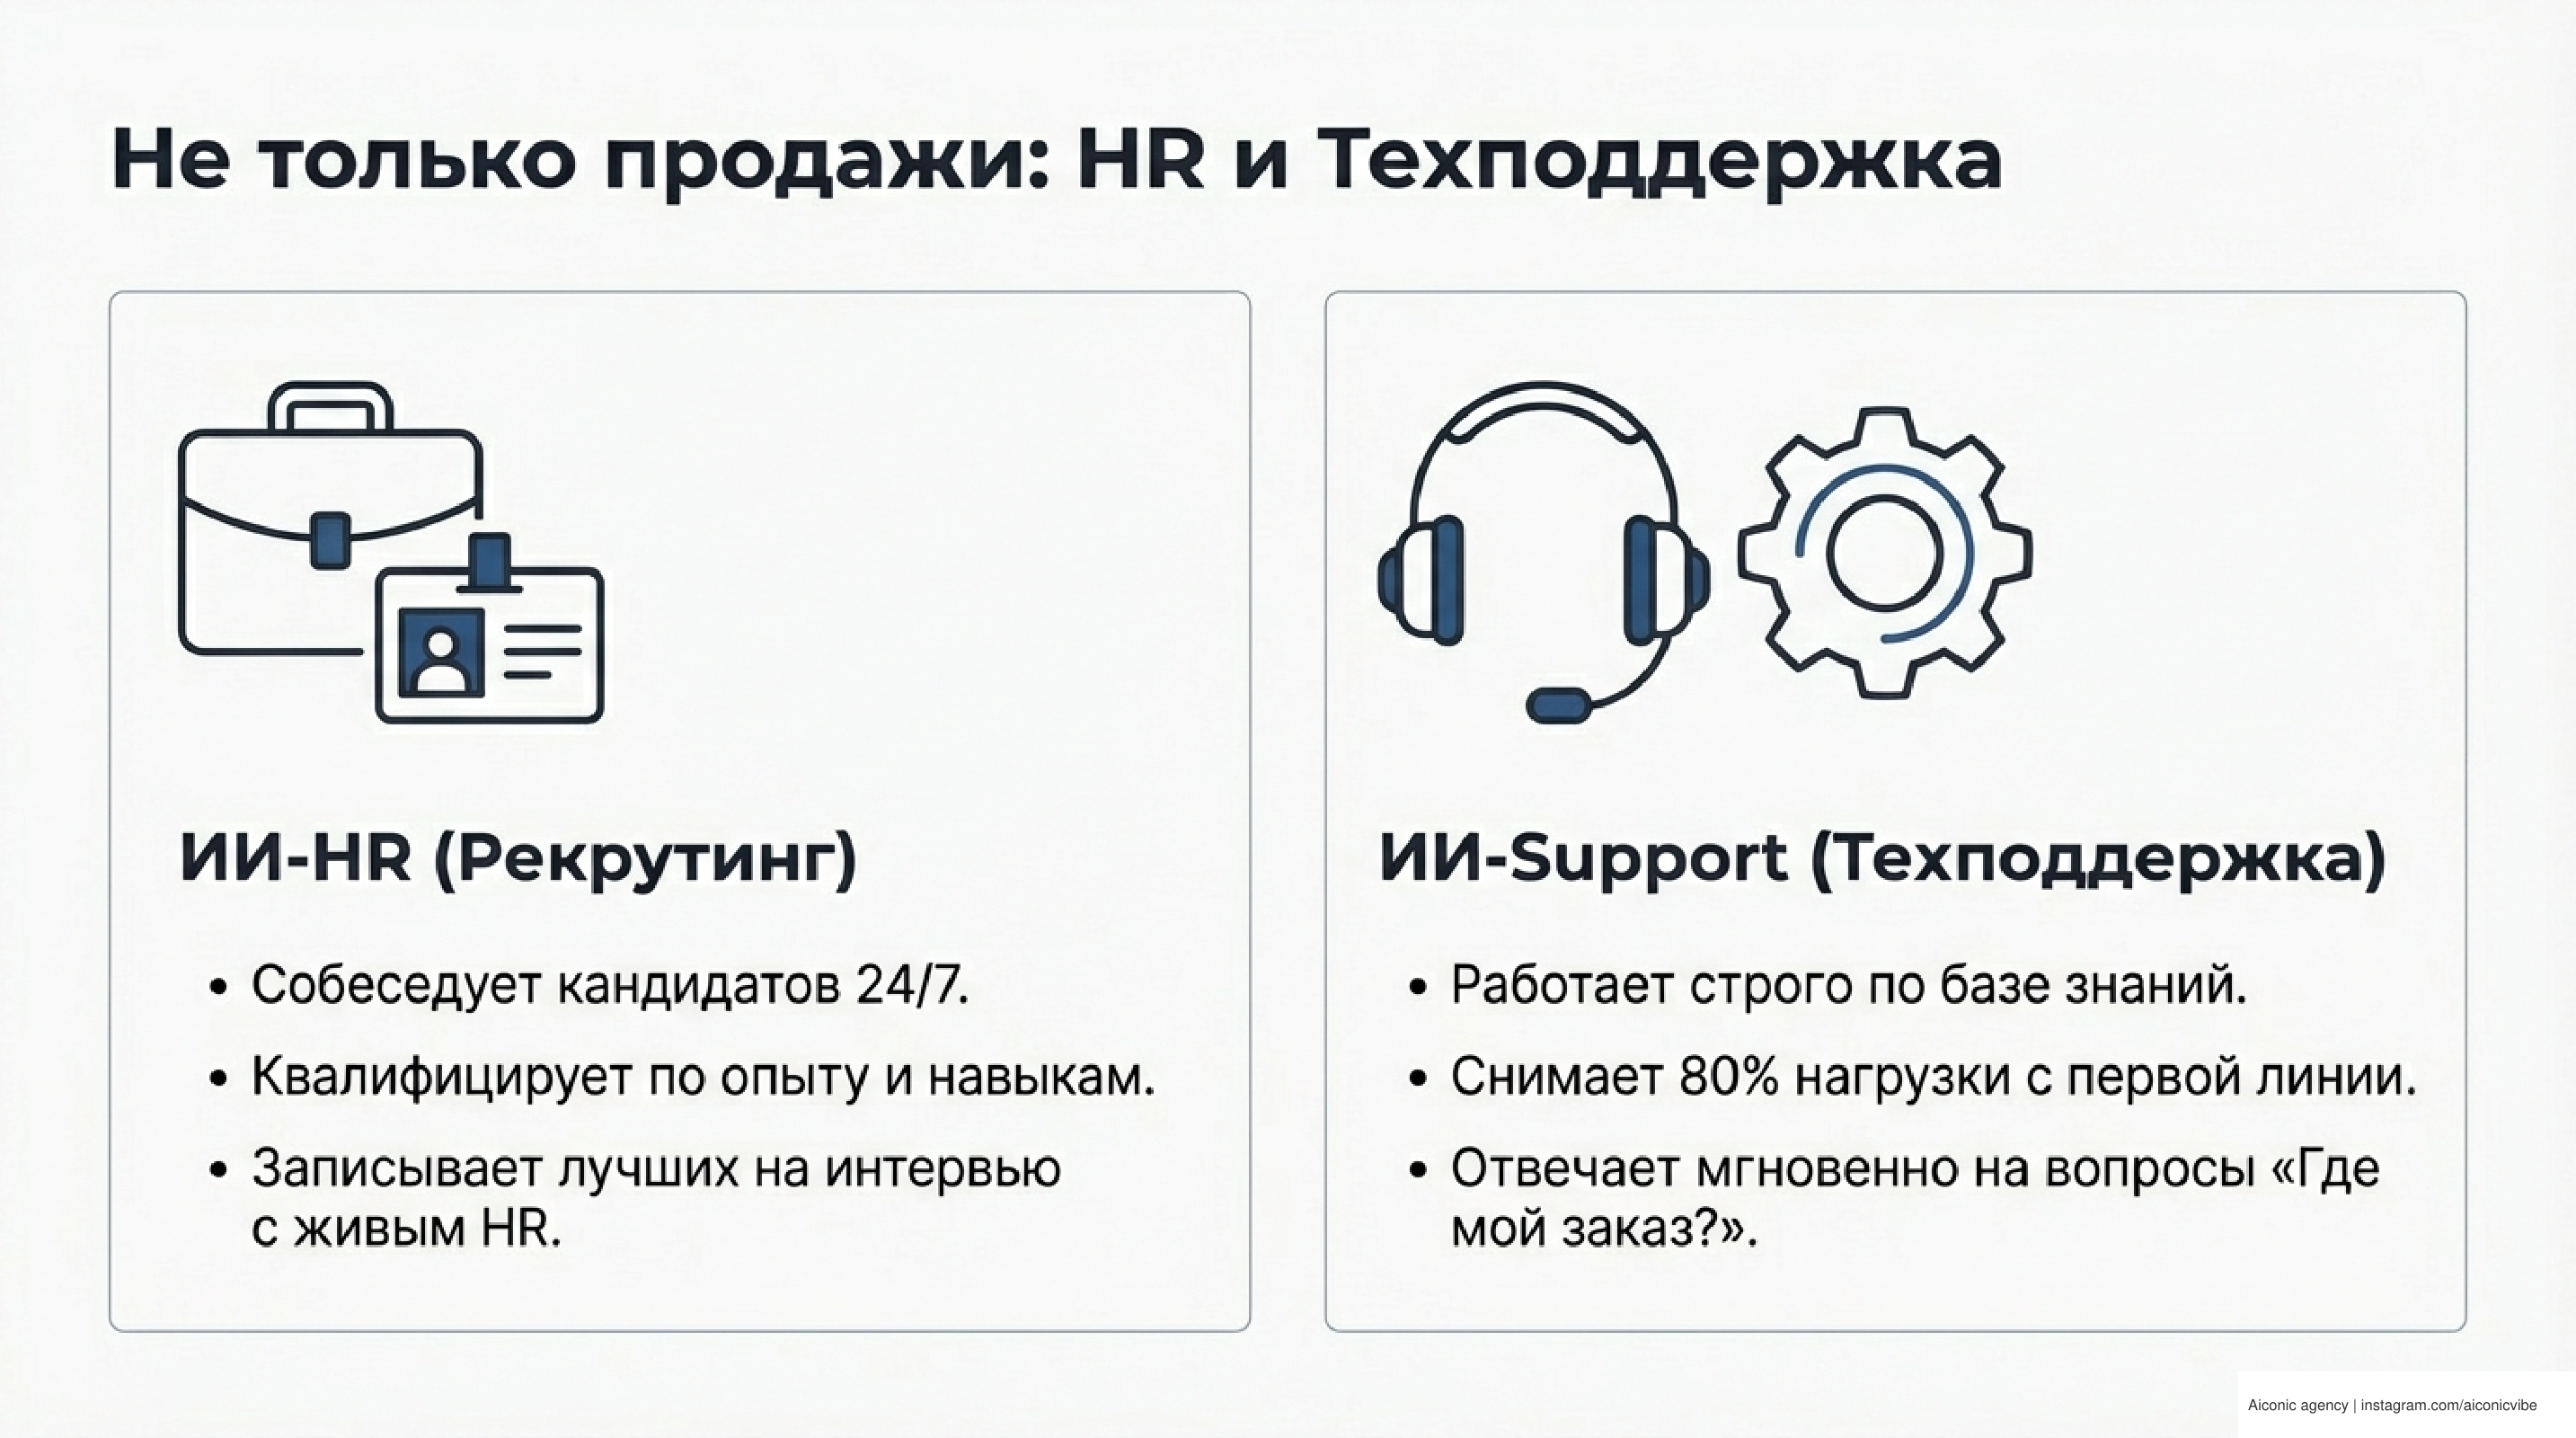 Не только продажи: HR и Техподдержка
ИИ-HR (Рекрутинг)
• Собеседует кандидатов 24/7.
• Квалифицирует по опыту и навыкам.
• Записывает лучших на интервью
с живым HR.
ИИ-Support (Техподдержка)
• Работает строго по базе знаний.
• Снимает 80% нагрузки с первой линии.
• Отвечает мгновенно на вопросы «Где
мой заказ?».
Aiconic agency | instagram.com/aiconicvibe